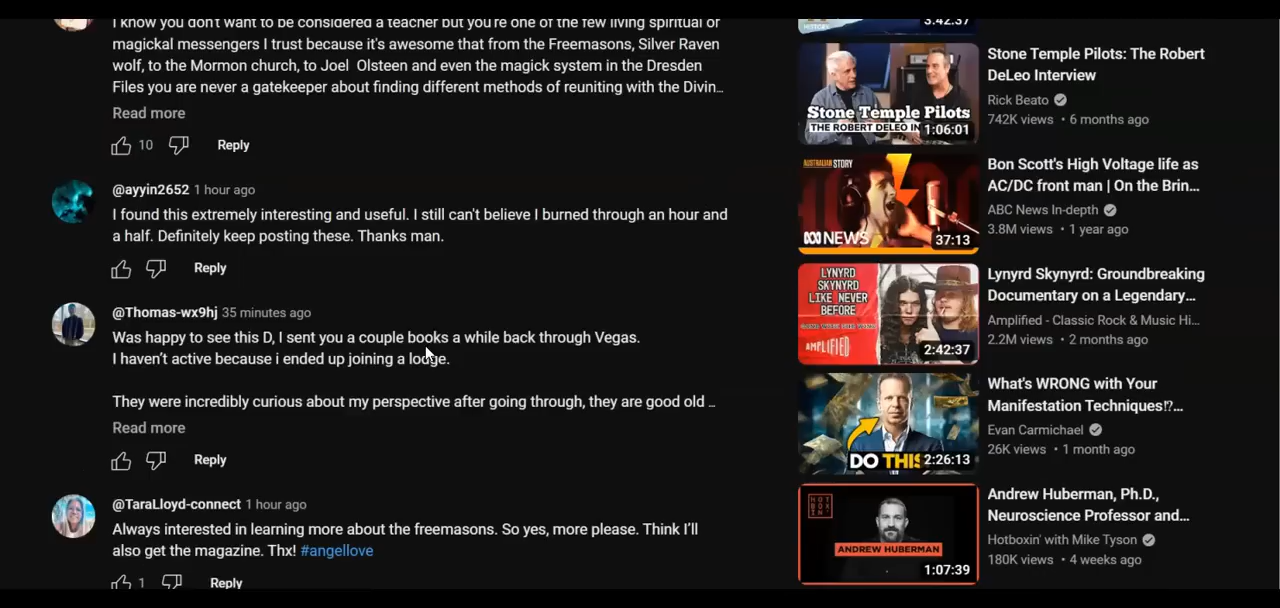 I know you don't want to be considered a teacher but you're one of the few living spiritual or
magickal messengers I trust because it's awesome that from the Freemasons, Silver Raven
wolf, to the Morman church, to Joel Olsteen and even the magick system in the Dresden
Files you are never a gatekeeper about finding different methods of reuniting with the Divin...
Read more
10
Reply
@ayyin2652 1 hour ago
I found this extremely interesting and useful. I still can't believe I burned through an hour and
a half. Definitely keep posting these. Thanks man.
Reply
@Thomas-wx9hj 35 minutes ago
Was happy to see this D, I sent you a couple books a while back through Vegas.
I haven't active because i ended up joining a lodge.
They were incredibly curious about my perspective after going through, they are good old ...
Read more
Reply
@TaraLloyd-connect 1 hour ago
Always interested in learning more about the freemasons. So yes, more please. Think I'll
also get the magazine. Thx! #angellove
1
Reply
3:42:37
Stone Temple Pilots
THE ROBERT DELEO IN
1:06:01
Stone Temple Pilots: The Robert
DeLeo Interview
Rick Beato
742K views • 6 months ago
AUSTRALIAN STORY
NEWS
37:13
Bon Scott's High Voltage life as
AC/DC front man | On the Brin...
ABC News In-depth
3.8M views • 1 year ago
LYNYRD
SKYNYRD
LIKE NEVER
BEFORE
AMPLIFIED
2:42:37
Lynyrd Skynyrd: Groundbreaking
Documentary on a Legendary...
Amplified - Classic Rock & Music Hi...
2.2M views • 2 months ago
DO THIS
2:26:13
What's WRONG with Your
Manifestation Techniques⁉...
Evan Carmichael
26K views • 1 month ago
HOT
BOX
IN'
ANDREW HUBERMAN
1:07:39
Andrew Huberman, Ph.D.,
Neuroscience Professor and...
Hotboxin' with Mike Tyson
180K views • 4 weeks ago